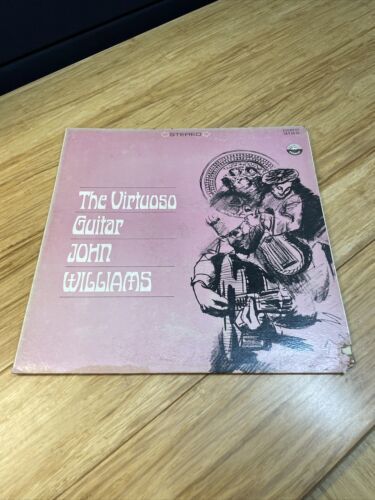 STEREO
The Virtuoso
Guitar
JOHN
WILLIAMS